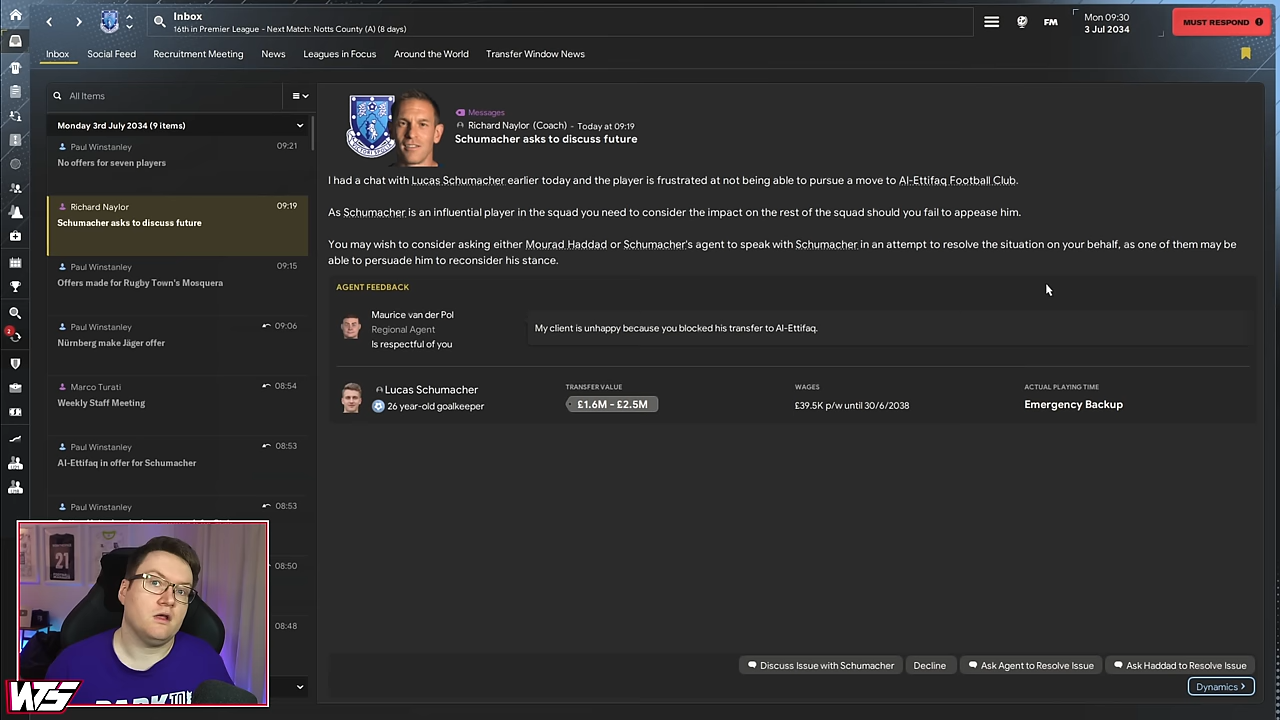 Inbox
16th in Premier League - Next Match: Notts County (A) (8 days)
FM
Mon 09:30
3 Jul 2034
MUST RESPOND
Inbox
Social Feed
Recruitment Meeting
News
Leagues in Focus
Around the World
Transfer Window News
All Items
Monday 3rd July 2034 (9 items)
Paul Winstanley 09:21
No offers for seven players
Richard Naylor 09:19
Schumacher asks to discuss future
Paul Winstanley 09:15
Offers made for Rugby Town's Mosquera
Paul Winstanley 09:06
Nürnberg make Jäger offer
Marco Turati 08:54
Weekly Staff Meeting
Paul Winstanley 08:53
Al-Ettifaq in offer for Schumacher
Paul Winstanley 08:53
08:50
08:48
2
Messages
Richard Naylor (Coach) - Today at 09:19
Schumacher asks to discuss future
I had a chat with Lucas Schumacher earlier today and the player is frustrated at not being able to pursue a move to Al-Ettifaq Football Club.
As Schumacher is an influential player in the squad you need to consider the impact on the rest of the squad should you fail to appease him.
You may wish to consider asking either Mourad Haddad or Schumacher's agent to speak with Schumacher in an attempt to resolve the situation on your behalf, as one of them may be
able to persuade him to reconsider his stance.
AGENT FEEDBACK
Maurice van der Pol
Regional Agent
Is respectful of you
My client is unhappy because you blocked his transfer to Al-Ettifaq.
Lucas Schumacher
26 year-old goalkeeper
TRANSFER VALUE
£1.6M - £2.5M
WAGES
£39.5K p/w until 30/6/2038
ACTUAL PLAYING TIME
Emergency Backup
Discuss Issue with Schumacher
Decline
Ask Agent to Resolve Issue
Ask Haddad to Resolve Issue
Dynamics
21
WTS